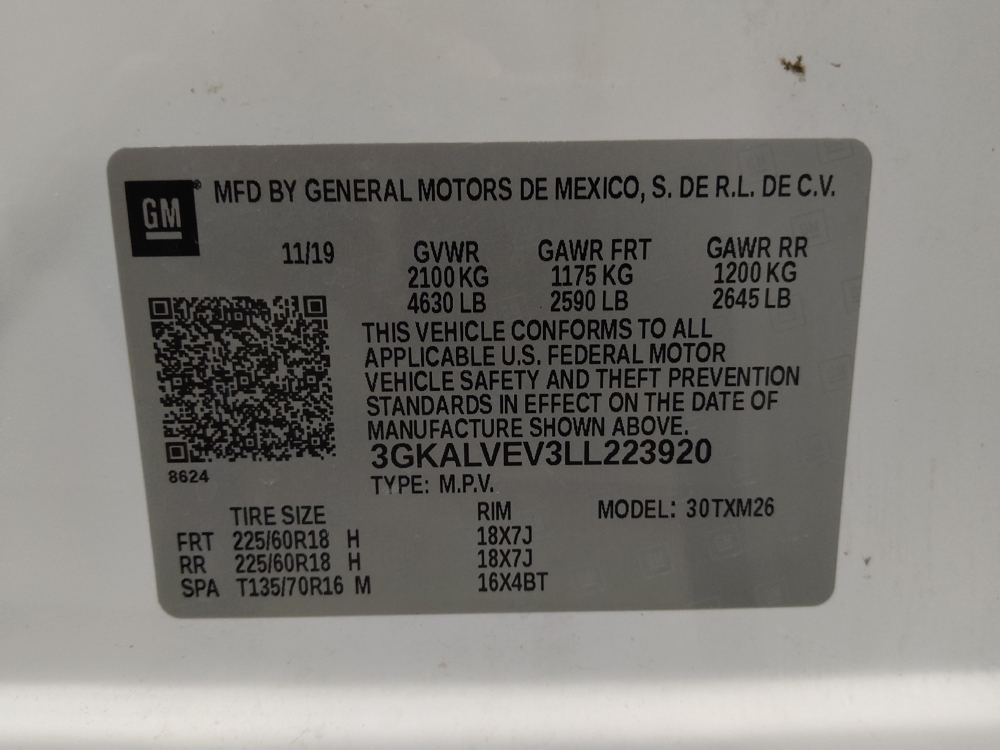 GM® MFD BY GENERAL MOTORS DE MEXICO, S. DE R.L. DE C.V.
11/19 GVWR GAWR FRT GAWR RR
2100 KG 1175 KG 1200 KG
4630 LB 2590 LB 2645 LB
THIS VEHICLE CONFORMS TO ALL
APPLICABLE U.S. FEDERAL MOTOR
VEHICLE SAFETY AND THEFT PREVENTION
STANDARDS IN EFFECT ON THE DATE OF
MANUFACTURE SHOWN ABOVE.
3GKALVEV3LL223920
8624
TYPE: M.P.V.
TIRE SIZE RIM MODEL: 30TXM26
FRT 225/60R18 H 18X7J
RR 225/60R18 H 18X7J
SPA T135/70R16 M 16X4BT